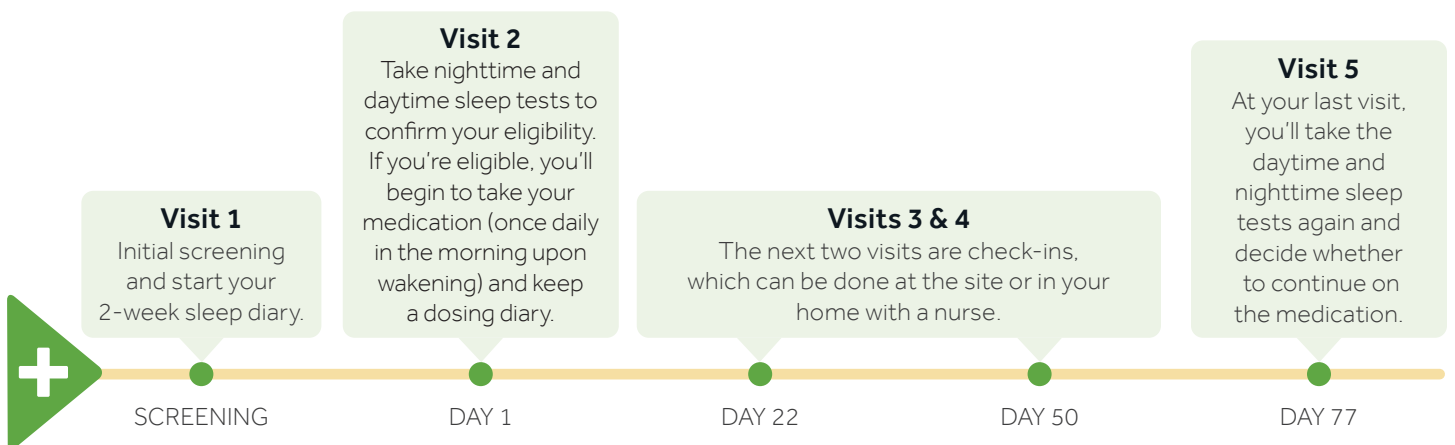 Visit 1
Initial screening
and start your
2-week sleep diary.
Visit 2
Take nighttime and
daytime sleep tests to
confirm your eligibility.
If you're eligible, you'll
begin to take your
medication (once daily
in the morning upon
wakening) and keep
a dosing diary.
Visits 3 & 4
The next two visits are check-ins,
which can be done at the site or in your
home with a nurse.
Visit 5
At your last visit,
you'll take the
daytime and
nighttime sleep
tests again and
decide whether
to continue on
the medication.
SCREENING
DAY 1
DAY 22
DAY 50
DAY 77